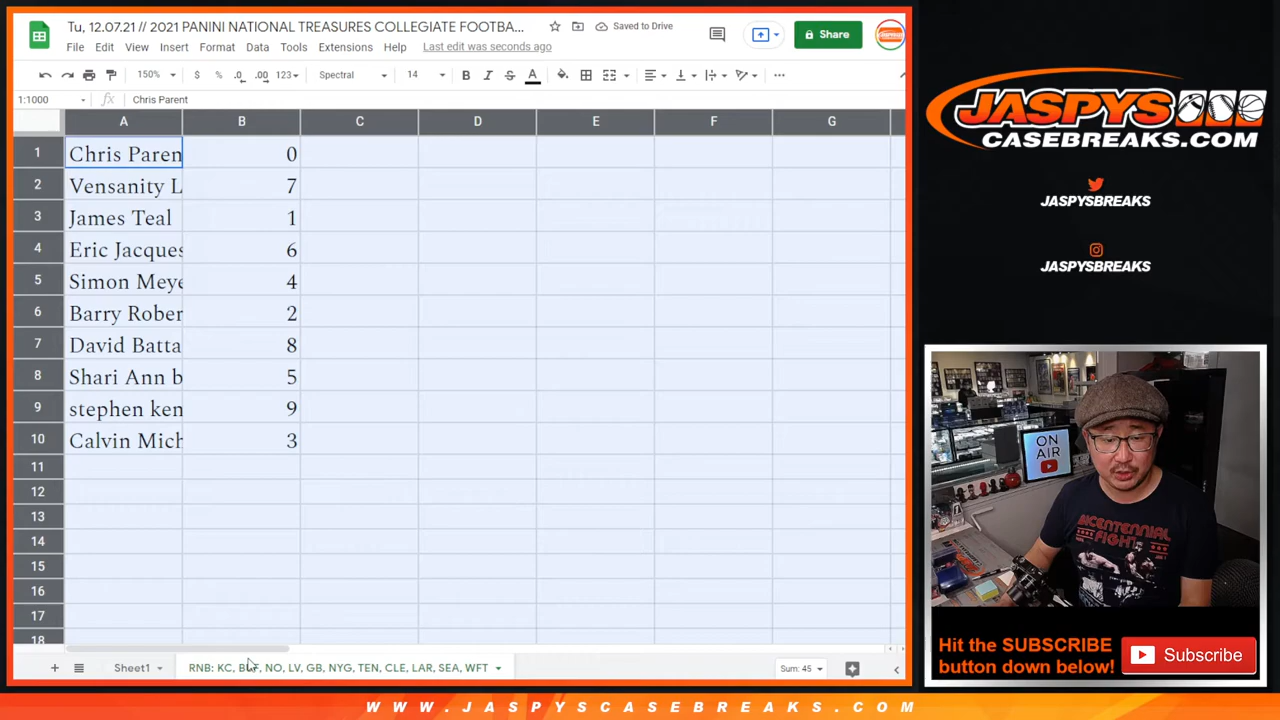 Tu, 12.07.21 // 2021 PANINI NATIONAL TREASURES COLLEGIATE FOOTBA...
Saved to Drive
Share
File Edit View Insert Format Data Tools Extensions Help Last edit was seconds ago
150% $ % .0 .00 123 Spectral 14 B I S A
1:1000 fx Chris Parent
A B C D E F G
1 Chris Paren 0
2 Vensanity L 7
3 James Teal 1
4 Eric Jacques 6
5 Simon Meye 4
6 Barry Rober 2
7 David Batta 8
8 Shari Ann b 5
9 stephen ken 9
10 Calvin Mich 3
11
12
13
14
15
16
17
18
Sheet1 RNB: KC, BUF, NO, LV, GB, NYG, TEN, CLE, LAR, SEA, WFT Sum: 45
JASPYS
CASEBREAKS.COM
JASPYSBREAKS
JASPYSBREAKS
ON
AIR
BICENTENNIAL
FIGHT
Hit the SUBSCRIBE
button down below!
Subscribe
WWW.JASPYSCASEBREAKS.COM